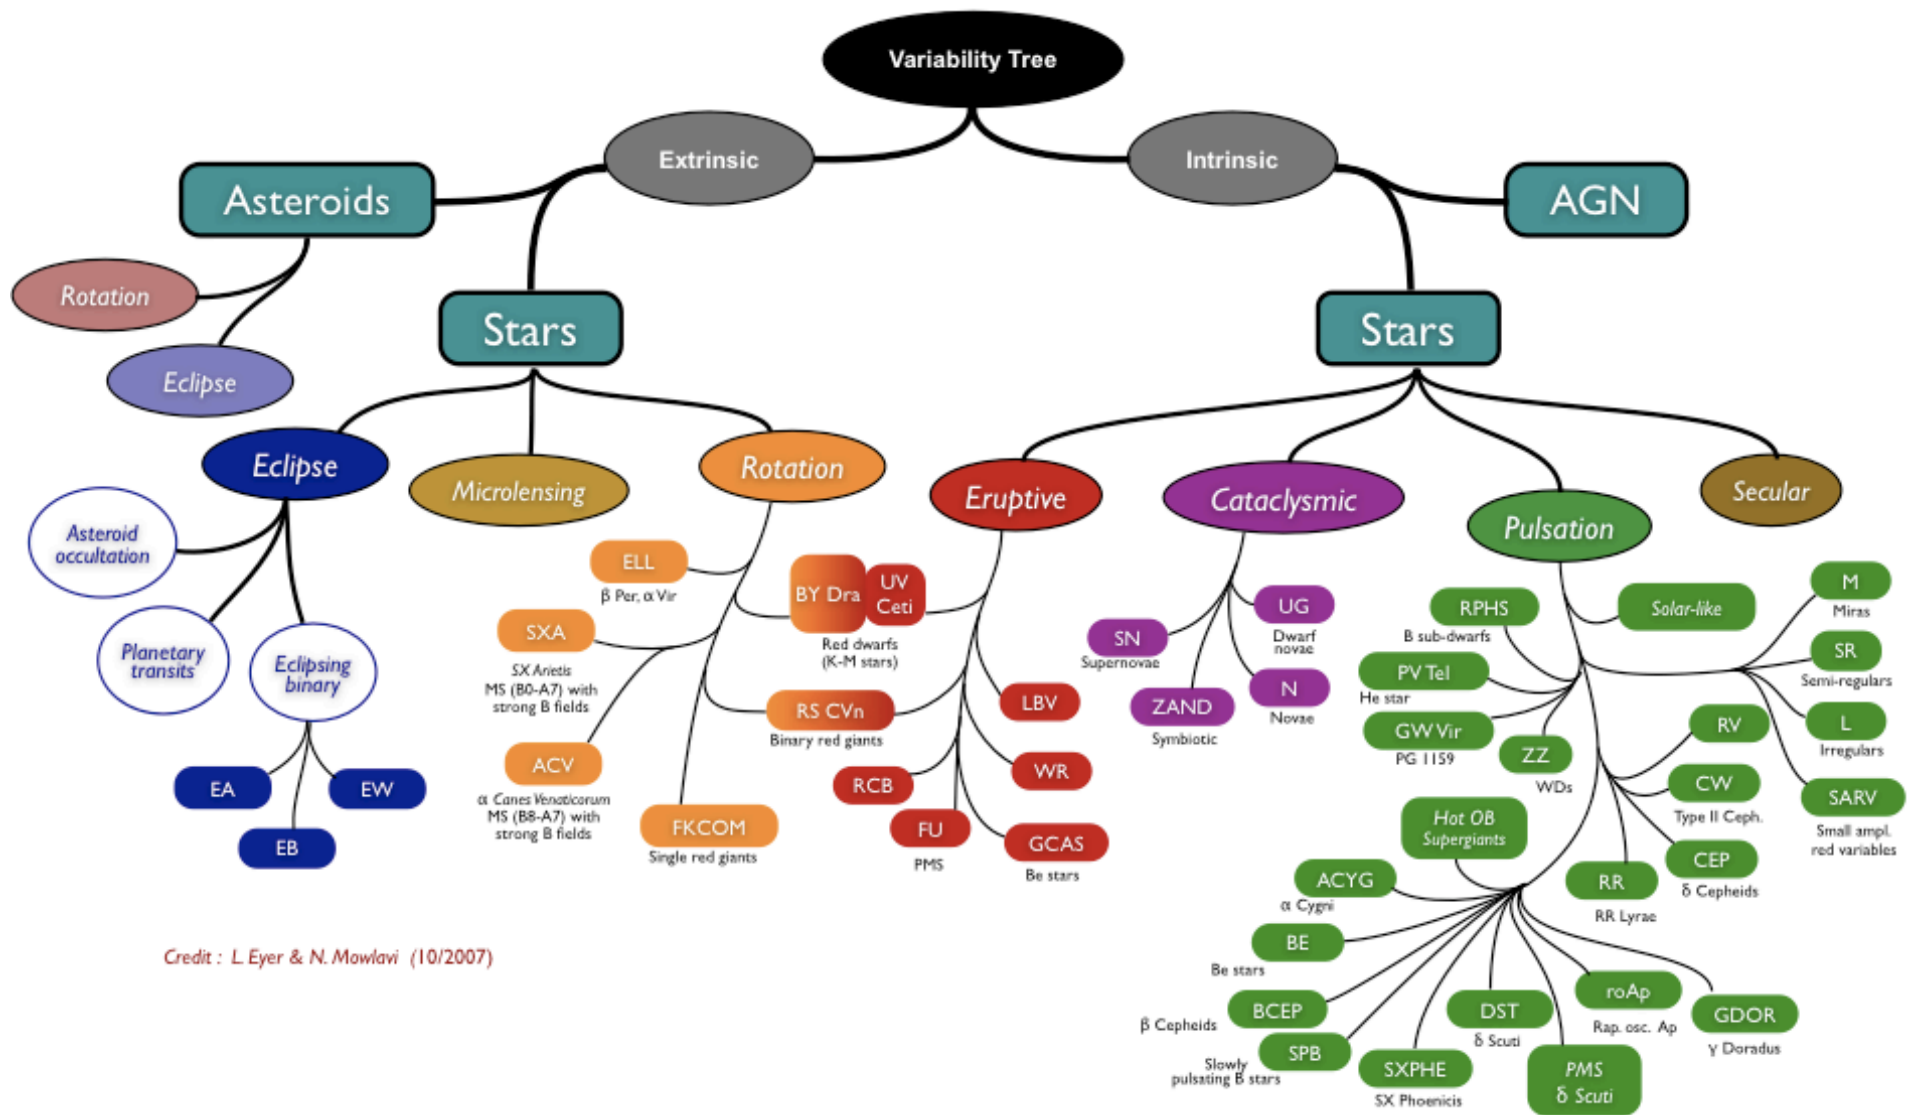 Variability Tree
Extrinsic
Intrinsic
Asteroids
AGN
Rotation
Eclipse
Stars
Stars
Eclipse
Microlensing
Rotation
Eruptive
Cataclysmic
Pulsation
Secular
Asteroid
occultation
Planetary
transits
Eclipsing
binary
EA
EB
EW
ELL
β Per, α Vir
SXA
SX Arietis
MS (B0-A7) with
strong B fields
ACV
α Canes Venaticorum
MS (B8-A7) with
strong B fields
FKCOM
Single red giants
BY Dra
UV
Ceti
Red dwarfs
(K-M stars)
RS CVn
Binary red giants
LBV
WR
RCB
FU
PMS
GCAS
Be stars
SN
Supernovae
ZAND
Symbiotic
UG
Dwarf
novae
N
Novae
RPHS
B sub-dwarfs
PV Tel
He star
GW Vir
PG 1159
ZZ
WDs
Solar-like
M
Miras
SR
Semi-regulars
L
Irregulars
SARV
Small ampl.
red variables
RV
CW
Type II Ceph.
CEP
δ Cepheids
RR
RR Lyrae
Hot OB
Supergiants
ACYG
α Cygni
BE
Be stars
BCEP
β Cepheids
SPB
Slowly
pulsating B stars
SXPHE
SX Phoenicis
DST
δ Scuti
PMS
δ Scuti
roAp
Rap. osc. Ap
GDOR
γ Doradus
Credit : L. Eyer & N. Mowlavi (10/2007)